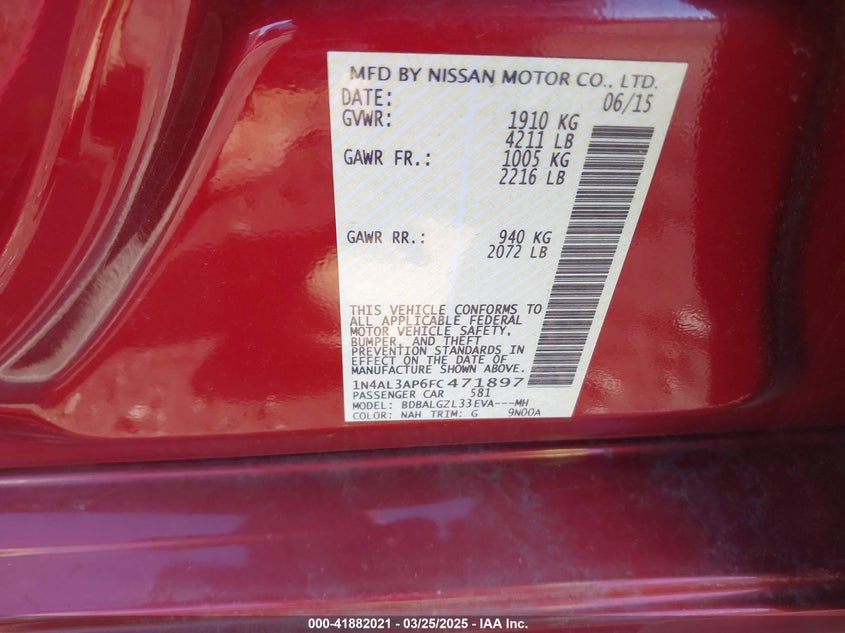 MFD BY NISSAN MOTOR CO., LTD.
DATE: 06/15
GVWR: 1910 KG
4211 LB
GAWR FR.: 1005 KG
2216 LB
GAWR RR.: 940 KG
2072 LB
THIS VEHICLE CONFORMS TO
ALL APPLICABLE FEDERAL
MOTOR VEHICLE SAFETY,
BUMPER, AND THEFT
PREVENTION STANDARDS IN
EFFECT ON THE DATE OF
MANUFACTURE SHOWN ABOVE.
1N4AL3AP6FC471897
PASSENGER CAR 581
MODEL: BDBALGZL33EVA---MH
COLOR: NAH TRIM: G 9N00A
000-41882021 - 03/25/2025 - IAA Inc.